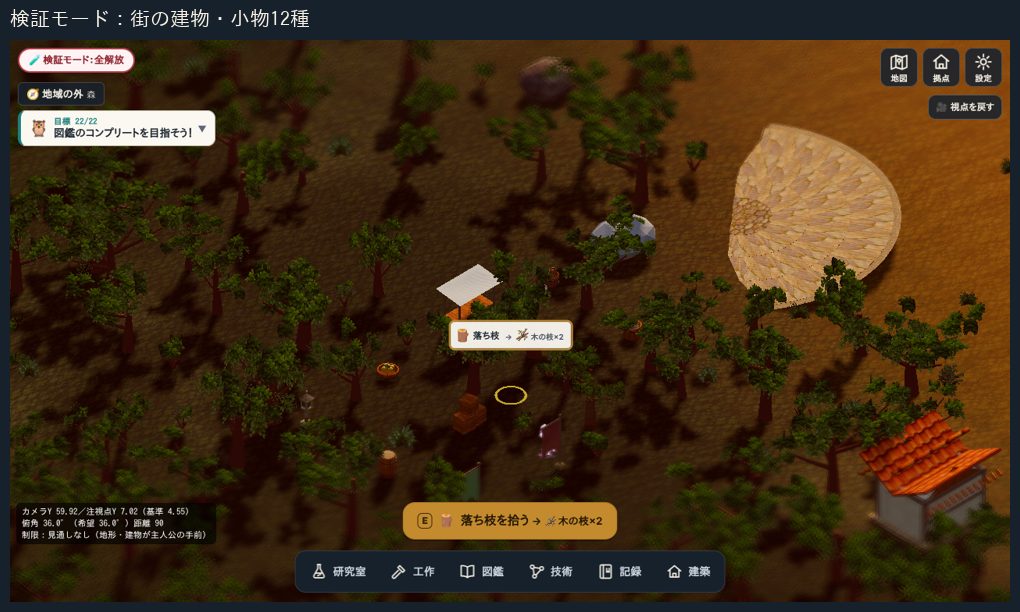 検証モード：街の建物・小物12種
検証モード:全解放
地域の外 森
目標 22/22
図鑑のコンプリートを目指そう!
地図
拠点
設定
視点を戻す
落ち枝 → 木の枝×2
カメラY 59.92／注視点Y 7.02 (基準 4.55)
俯角 36.0°（希望 36.0°）距離 90
制限：見通しなし（地形・建物が主人公の手前）
E 落ち枝を拾う → 木の枝×2
研究室
工作
図鑑
技術
記録
建築